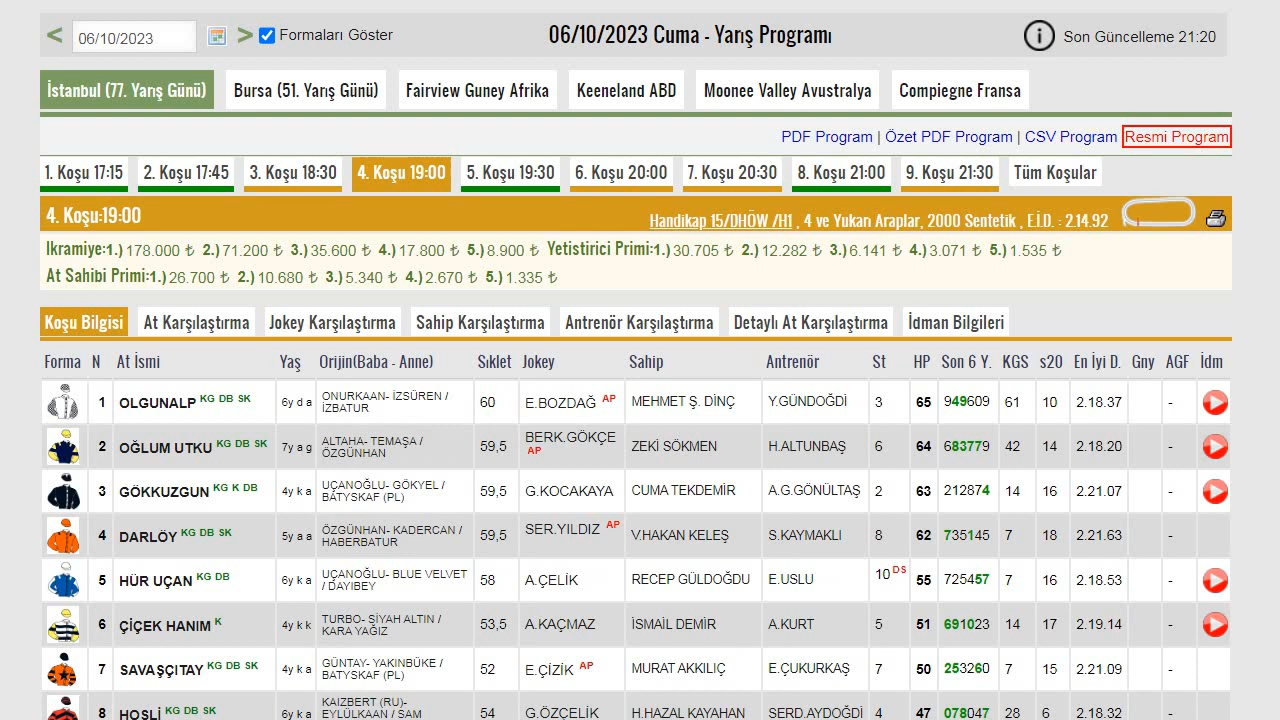 < 06/10/2023 > Formaları Göster 06/10/2023 Cuma - Yarış Programı i Son Güncelleme 21:20
İstanbul (77. Yarış Günü) Bursa (51. Yarış Günü) Fairview Guney Afrika Keeneland ABD Moonee Valley Avustralya Compiegne Fransa
PDF Program | Özet PDF Program | CSV Program Resmi Program
1. Koşu 17:15 2. Koşu 17:45 3. Koşu 18:30 4. Koşu 19:00 5. Koşu 19:30 6. Koşu 20:00 7. Koşu 20:30 8. Koşu 21:00 9. Koşu 21:30 Tüm Koşular
4. Koşu:19:00 Handikap 15/DHÖW /H1 , 4 ve Yukarı Araplar, 2000 Sentetik , E.İ.D. : 2.14.92
Ikramiye:1.) 178.000 ₺ 2.) 71.200 ₺ 3.) 35.600 ₺ 4.) 17.800 ₺ 5.) 8.900 ₺ Yetistirici Primi:1.) 30.705 ₺ 2.) 12.282 ₺ 3.) 6.141 ₺ 4.) 3.071 ₺ 5.) 1.535 ₺
At Sahibi Primi:1.) 26.700 ₺ 2.) 10.680 ₺ 3.) 5.340 ₺ 4.) 2.670 ₺ 5.) 1.335 ₺
Koşu Bilgisi At Karşılaştırma Jokey Karşılaştırma Sahip Karşılaştırma Antrenör Karşılaştırma Detaylı At Karşılaştırma İdman Bilgileri
Forma N At İsmi Yaş Orijin(Baba - Anne) Sıklet Jokey Sahip Antrenör St HP Son 6 Y. KGS s20 En İyi D. Gny AGF İdm
1 OLGUNALP KG DB SK 6y d a ONURKAAN- İZSÜREN / İZBATUR 60 E.BOZDAĞ AP MEHMET Ş. DİNÇ Y.GÜNDOĞDİ 3 65 949609 61 10 2.18.37 -
2 OĞLUM UTKU KG DB SK 7y a g ALTAHA- TEMAŞA / ÖZGÜNHAN 59,5 BERK.GÖKÇE AP ZEKİ SÖKMEN H.ALTUNBAŞ 6 64 683779 42 14 2.18.20 -
3 GÖKKUZGUN KG K DB 4y k a UÇANOĞLU- GÖKYEL / BATYSKAF (PL) 59,5 G.KOCAKAYA CUMA TEKDEMİR A.G.GÖNÜLTAŞ 2 63 212874 14 16 2.21.07 -
4 DARLÖY KG DB SK 5y a a ÖZGÜNHAN- KADERCAN / HABERBATUR 59,5 SER.YILDIZ AP V.HAKAN KELEŞ S.KAYMAKLI 8 62 735145 7 18 2.21.63 -
5 HÜR UÇAN KG DB 6y k a UÇANOĞLU- BLUE VELVET / DAYIBEY 58 A.ÇELİK RECEP GÜLDOĞDU E.USLU 10 DS 55 725457 7 16 2.18.53 -
6 ÇİÇEK HANIM K 4y k k TURBO- SİYAH ALTIN / KARA YAĞIZ 53,5 A.KAÇMAZ İSMAİL DEMİR A.KURT 5 51 691023 14 17 2.19.14 -
7 SAVAŞÇITAY KG DB SK 4y k a GÜNTAY- YAKINBÜKE / BATYSKAF (PL) 52 E.ÇİZİK AP MURAT AKKILIÇ E.ÇUKURKAŞ 7 50 253260 7 15 2.21.09 -
8 HOSLİ KG DB SK 6y k a KAIZBERT (RU)- EYLÜLKAAN / SAM 54 G.ÖZÇELİK H.HAZAL KAYAHAN SERD.AYDOĞDİ 4 47 078047 28 6 2.18.32 -